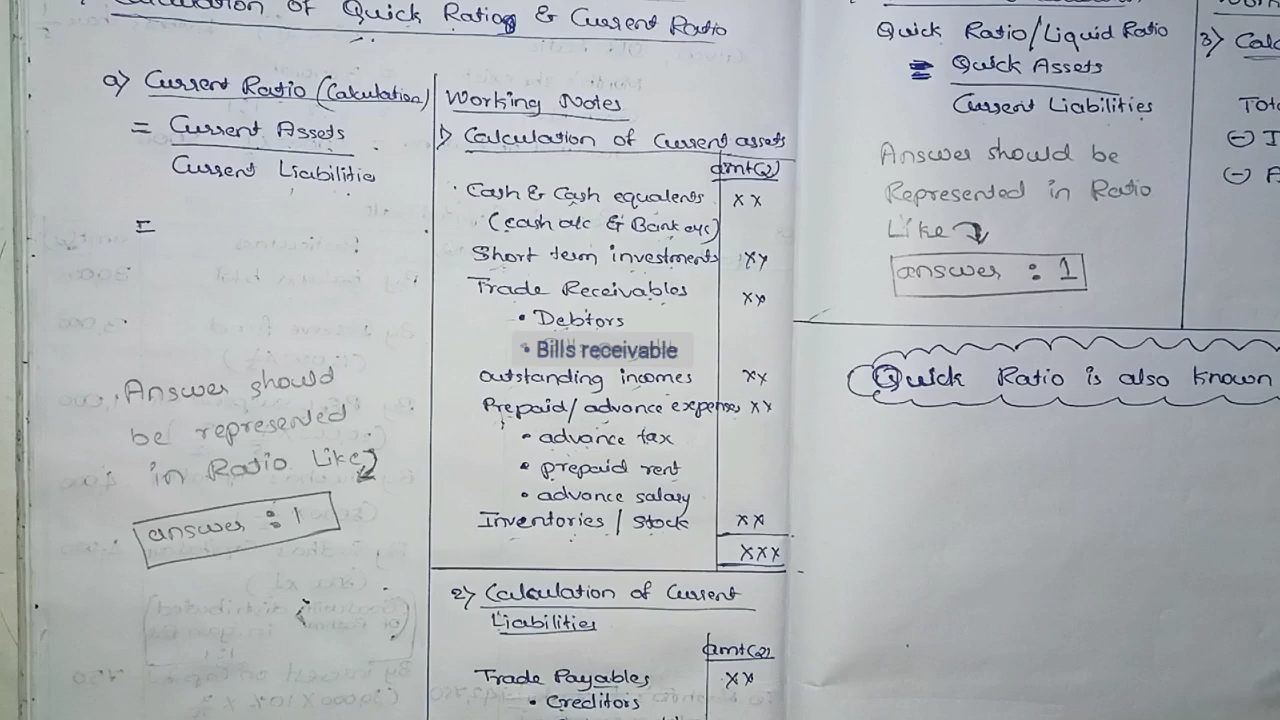 Calculation of Quick Ratio & Current Ratio
a) Current Ratio (Calculation)
= Current Assets
Current Liabilitie
=
Answer should
be represented
in Ratio Like
answer : 1
Working Notes
1) Calculation of Current assets
amt(₹)
Cash & Cash equalents xx
(cash a/c & Bank a/c)
Short term investments xx
Trade Receivables xx
• Debtors
• Bills receivable
outstanding incomes xx
Prepaid/advance expenses xx
• advance tax
• prepaid rent
• advance salary
Inventories / Stock xx
xxx
2) Calculation of Current
Liabilities
amt(₹)
Trade Payables xx
• Creditors
Quick Ratio/Liquid Ratio
= Quick Assets
Current Liabilities
Answer should be
Represented in Ratio
Like
answer : 1
Quick Ratio is also known
3)